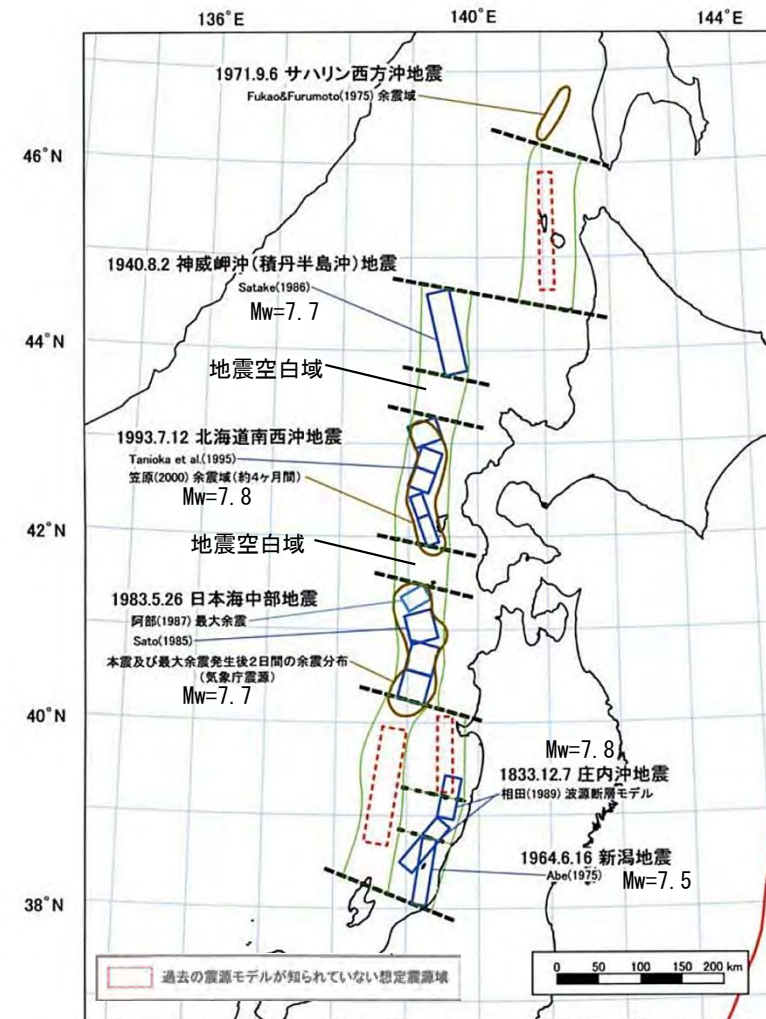 136°E 140°E 144°E
1971.9.6 サハリン西方沖地震
Fukao&Furumoto(1975) 余震域
46°N
1940.8.2 神威岬沖(積丹半島沖)地震
Satake(1986)
Mw=7.7
44°N
地震空白域
1993.7.12 北海道南西沖地震
Tanioka et al.(1995)
笠原(2000) 余震域(約4ヶ月間)
Mw=7.8
42°N
地震空白域
1983.5.26 日本海中部地震
阿部(1987) 最大余震
Sato(1985)
本震及び最大余震発生後2日間の余震分布
(気象庁震源)
Mw=7.7
40°N
Mw=7.8
1833.12.7 庄内沖地震
相田(1989) 波源断層モデル
1964.6.16 新潟地震
Abe(1975)
Mw=7.5
38°N
過去の震源モデルが知られていない想定震源域
0 50 100 150 200 km